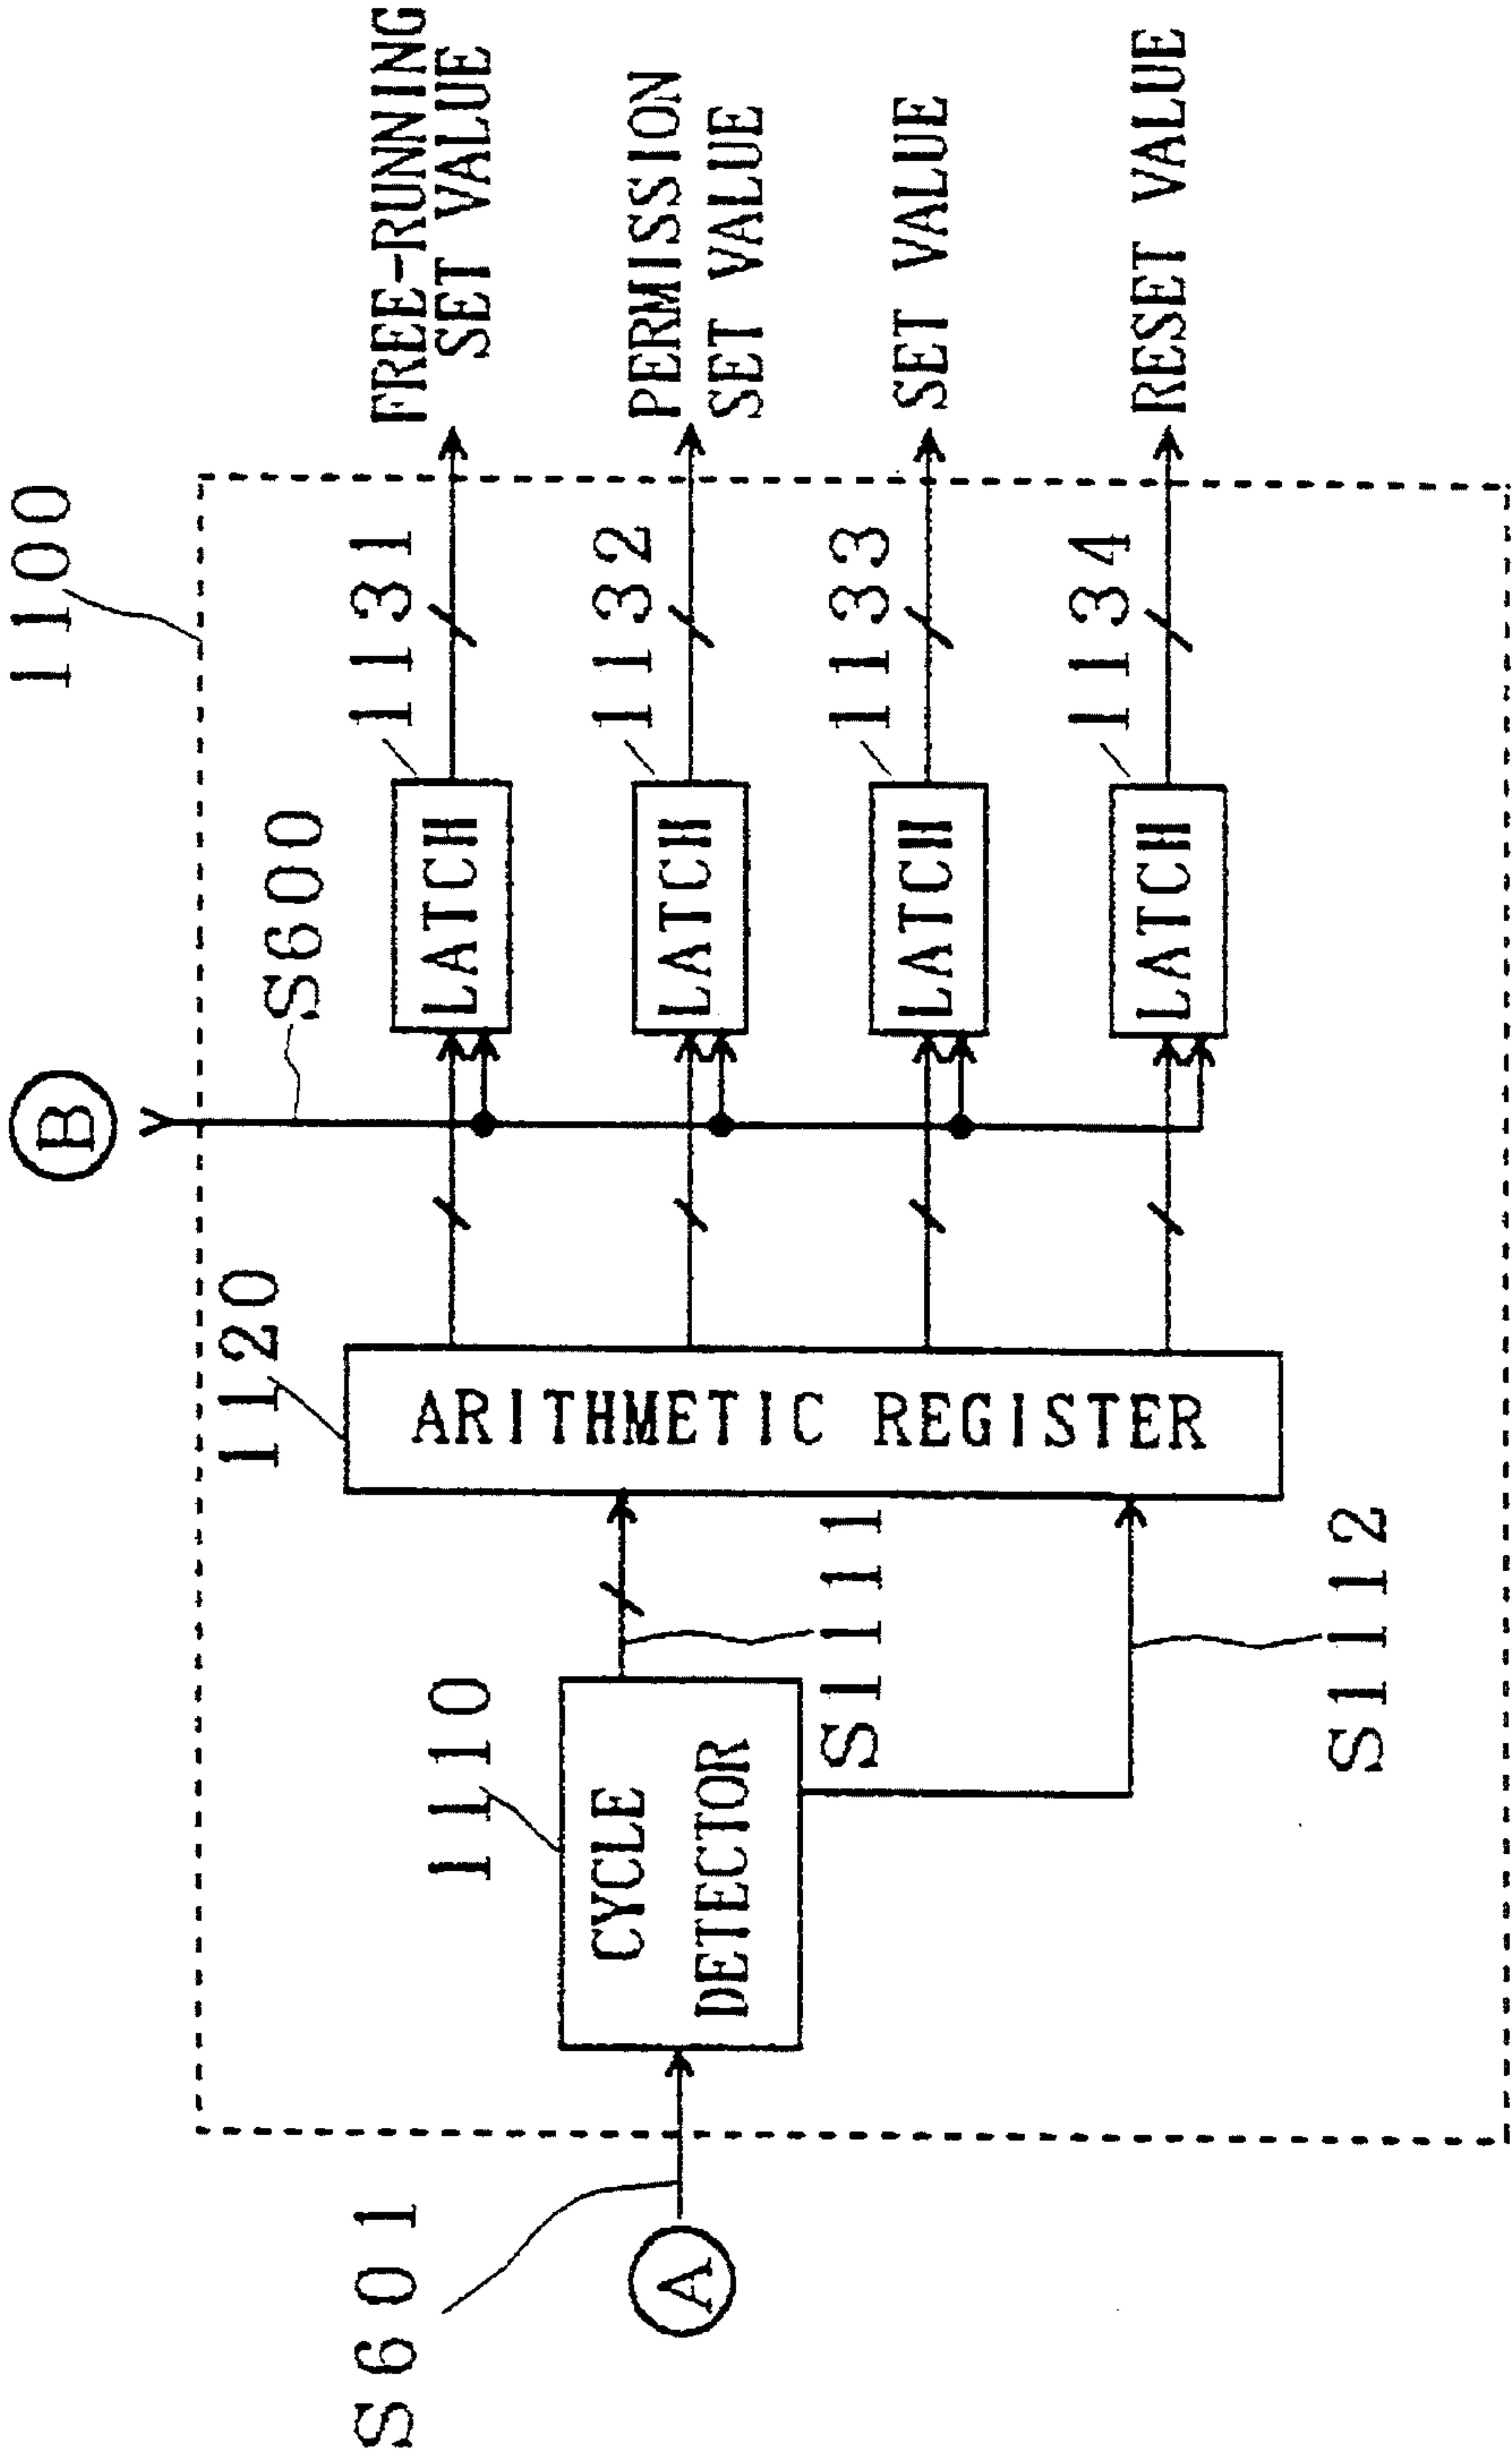 1100
B
S600
1120
1110
S601
A
CYCLE
DETECTOR
S1111
S1112
ARITHMETIC REGISTER
LATCH
1131
FREE-RUNNING
SET VALUE
LATCH
1132
PERMISSION
SET VALUE
LATCH
1133
SET VALUE
LATCH
1134
RESET VALUE